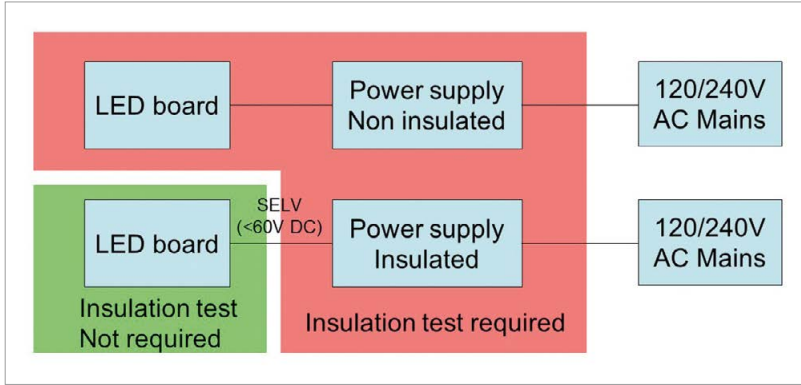 LED board
Power supply
Non insulated
120/240V
AC Mains
LED board
SELV
(<60V DC)
Power supply
Insulated
120/240V
AC Mains
Insulation test
Not required
Insulation test required